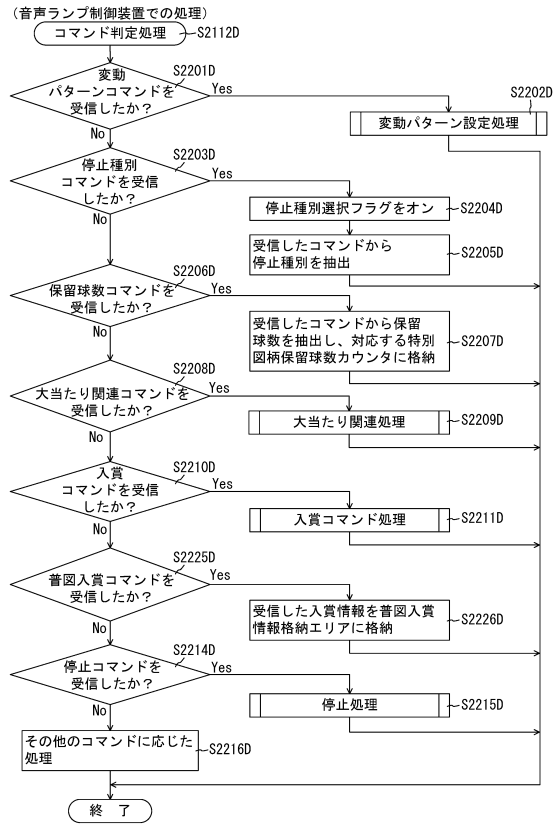 （音声ランプ制御装置での処理）
コマンド判定処理
S2112D
変動
パターンコマンドを
受信したか？
S2201D
Yes
No
変動パターン設定処理
S2202D
停止種別
コマンドを受信
したか？
S2203D
Yes
No
停止種別選択フラグをオン
S2204D
受信したコマンドから
停止種別を抽出
S2205D
保留球数コマンドを
受信したか？
S2206D
Yes
No
受信したコマンドから保留
球数を抽出し、対応する特別
図柄保留球数カウンタに格納
S2207D
大当たり関連コマンドを
受信したか？
S2208D
Yes
No
大当たり関連処理
S2209D
入賞
コマンドを受信
したか？
S2210D
Yes
No
入賞コマンド処理
S2211D
普図入賞コマンドを
受信したか？
S2225D
Yes
No
受信した入賞情報を普図入賞
情報格納エリアに格納
S2226D
停止コマンドを
受信したか？
S2214D
Yes
No
停止処理
S2215D
その他のコマンドに応じた
処理
S2216D
終　了